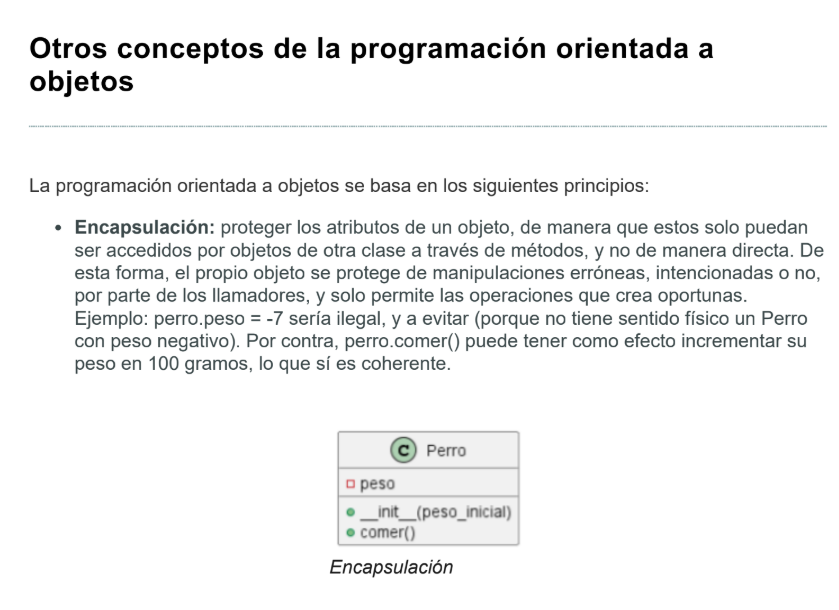 Otros conceptos de la programación orientada a
objetos
La programación orientada a objetos se basa en los siguientes principios:
• Encapsulación: proteger los atributos de un objeto, de manera que estos solo puedan
ser accedidos por objetos de otra clase a través de métodos, y no de manera directa. De
esta forma, el propio objeto se protege de manipulaciones erróneas, intencionadas o no,
por parte de los llamadores, y solo permite las operaciones que crea oportunas.
Ejemplo: perro.peso = -7 sería ilegal, y a evitar (porque no tiene sentido físico un Perro
con peso negativo). Por contra, perro.comer() puede tener como efecto incrementar su
peso en 100 gramos, lo que sí es coherente.
C Perro
peso
__init__(peso_inicial)
comer()
Encapsulación